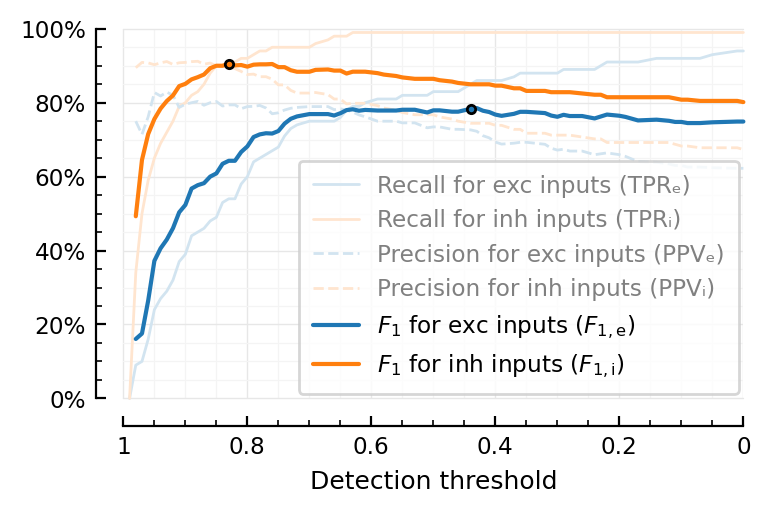 100%
80%
60%
40%
20%
0%
Recall for exc inputs (TPRₑ)
Recall for inh inputs (TPRᵢ)
Precision for exc inputs (PPVₑ)
Precision for inh inputs (PPVᵢ)
F₁ for exc inputs (F₁,ₑ)
F₁ for inh inputs (F₁,ᵢ)
1 0.8 0.6 0.4 0.2 0
Detection threshold